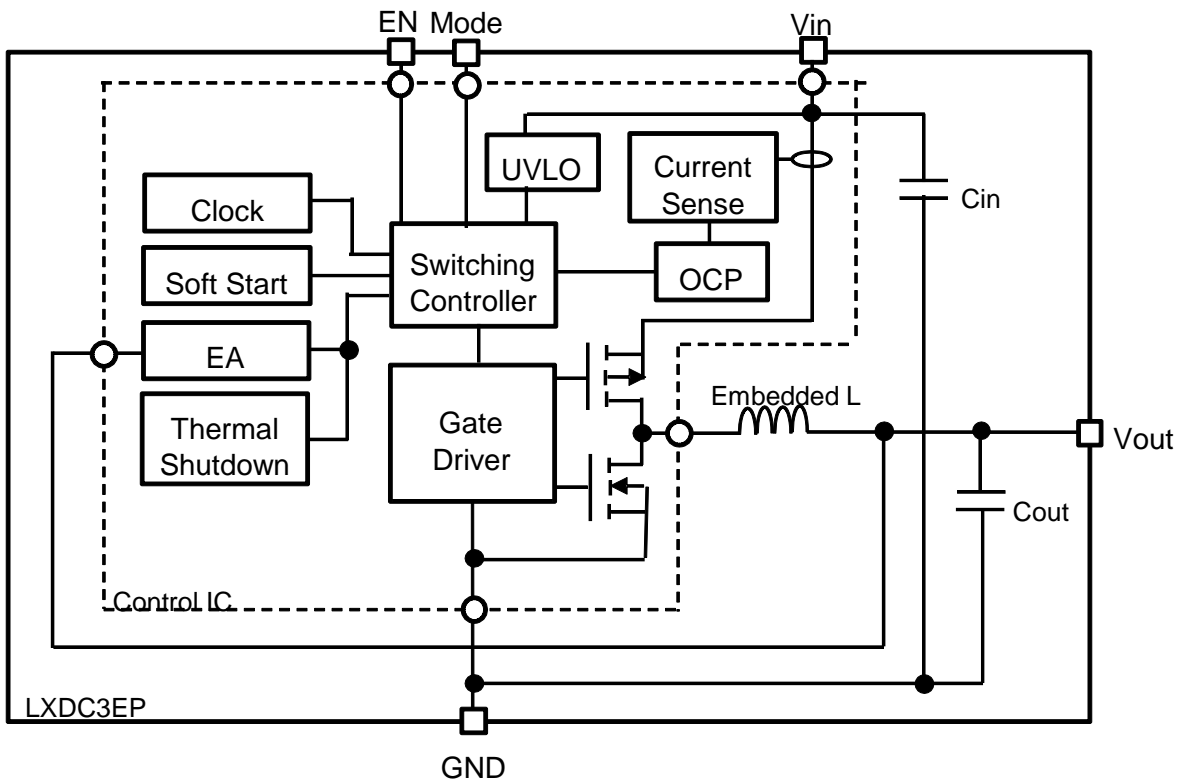 EN
Mode
Vin
UVLO
Current
Sense
Cin
Clock
Switching
Controller
OCP
Soft Start
EA
Embedded L
Thermal
Shutdown
Gate
Driver
Vout
Cout
Control IC
LXDC3EP
GND